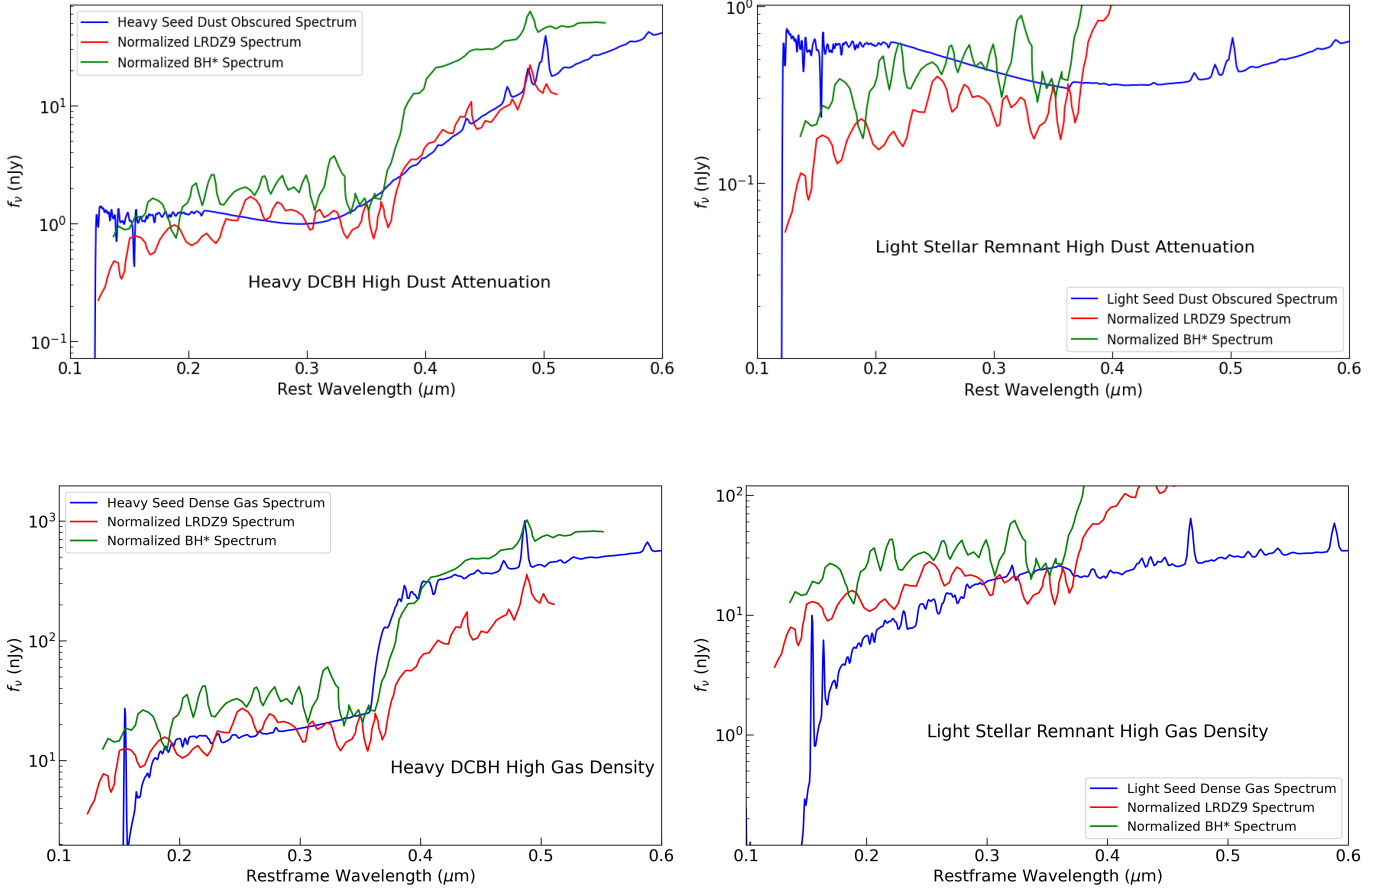 Heavy Seed Dust Obscured Spectrum
Normalized LRDZ9 Spectrum
Normalized BH* Spectrum
10¹
10⁰
10⁻¹
f_ν (nJy)
Heavy DCBH High Dust Attenuation
0.1 0.2 0.3 0.4 0.5 0.6
Rest Wavelength (μm)
10⁰
10⁻¹
f_ν (nJy)
Light Stellar Remnant High Dust Attenuation
Light Seed Dust Obscured Spectrum
Normalized LRDZ9 Spectrum
Normalized BH* Spectrum
0.1 0.2 0.3 0.4 0.5 0.6
Rest Wavelength (μm)
Heavy Seed Dense Gas Spectrum
Normalized LRDZ9 Spectrum
Normalized BH* Spectrum
10³
10²
10¹
f_ν (nJy)
Heavy DCBH High Gas Density
0.1 0.2 0.3 0.4 0.5 0.6
Restframe Wavelength (μm)
10²
10¹
10⁰
f_ν (nJy)
Light Stellar Remnant High Gas Density
Light Seed Dense Gas Spectrum
Normalized LRDZ9 Spectrum
Normalized BH* Spectrum
0.1 0.2 0.3 0.4 0.5 0.6
Restframe Wavelength (μm)